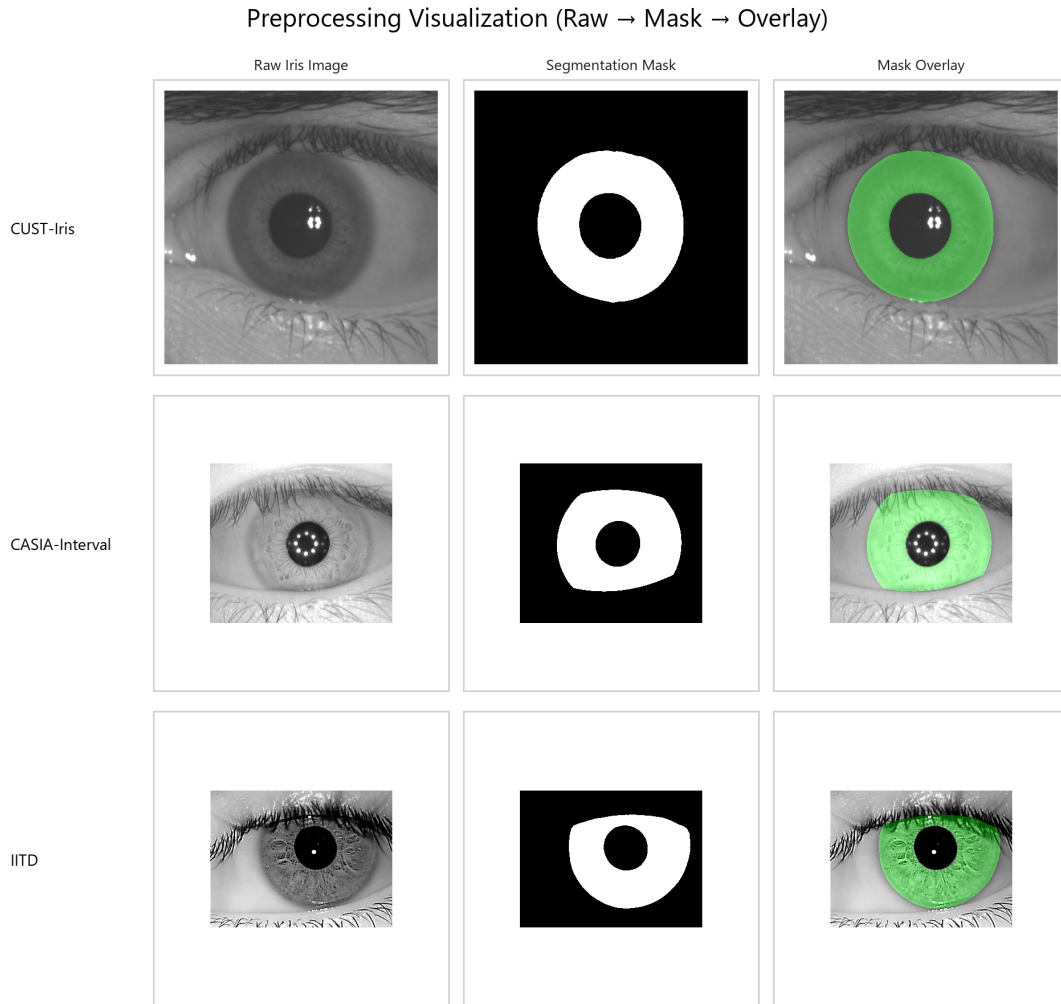 Preprocessing Visualization (Raw → Mask → Overlay)
Raw Iris Image
Segmentation Mask
Mask Overlay
CUST-Iris
CASIA-Interval
IITD